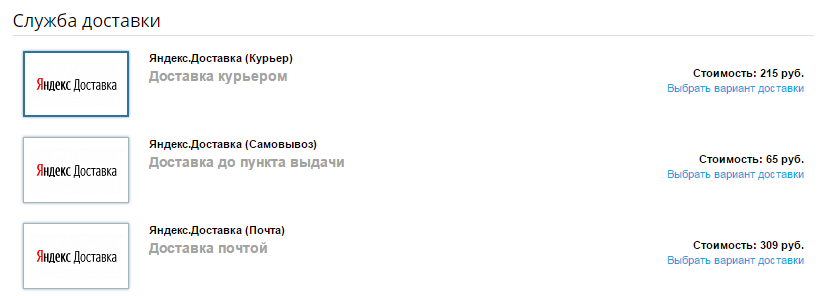 Служба доставки
Яндекс Доставка
Яндекс.Доставка (Курьер)
Доставка курьером
Стоимость: 215 руб.
Выбрать вариант доставки
Яндекс Доставка
Яндекс.Доставка (Самовывоз)
Доставка до пункта выдачи
Стоимость: 65 руб.
Выбрать вариант доставки
Яндекс Доставка
Яндекс.Доставка (Почта)
Доставка почтой
Стоимость: 309 руб.
Выбрать вариант доставки